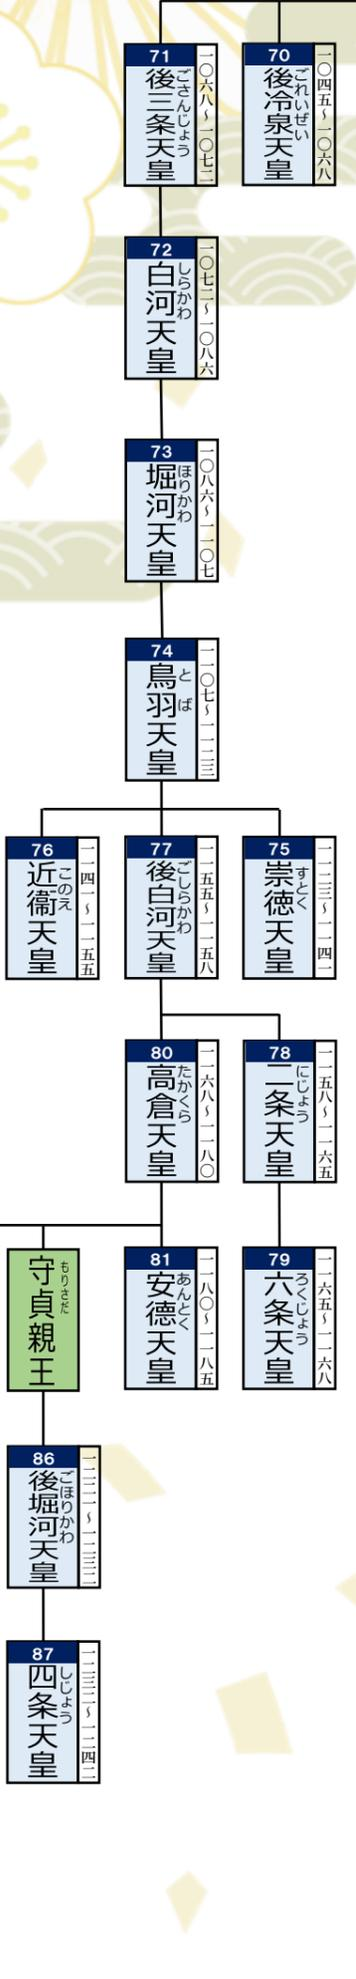 70
後冷泉天皇
ごれいぜい
一〇四五～一〇六八
71
後三条天皇
ごさんじょう
一〇六八～一〇七二
72
白河天皇
しらかわ
一〇七二～一〇八六
73
堀河天皇
ほりかわ
一〇八六～一一〇七
74
鳥羽天皇
とば
一一〇七～一一二三
75
崇徳天皇
すとく
一一二三～一一四一
77
後白河天皇
ごしらかわ
一一五五～一一五八
76
近衞天皇
このえ
一一四一～一一五五
78
二条天皇
にじょう
一一五八～一一六五
80
高倉天皇
たかくら
一一六八～一一八〇
79
六条天皇
ろくじょう
一一六五～一一六八
81
安徳天皇
あんとく
一一八〇～一一八五
守貞親王
もりさだ
86
後堀河天皇
ごほりかわ
一二二一～一二三二
87
四条天皇
しじょう
一二三二～一二四二